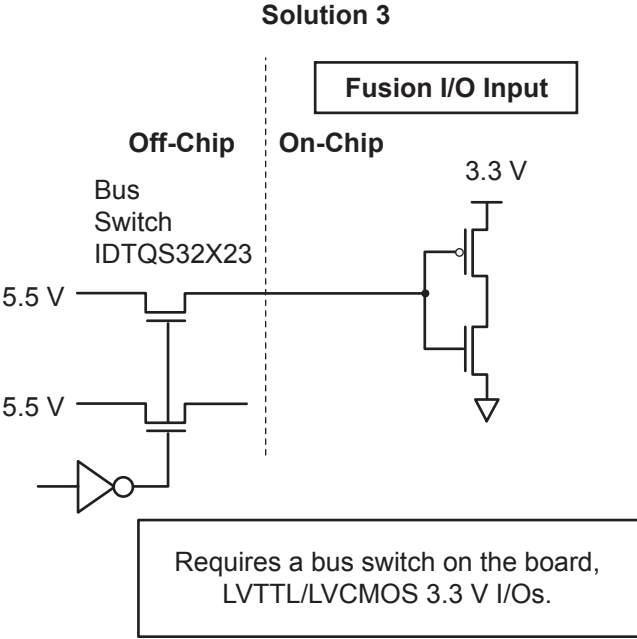 Solution 3
Fusion I/O Input
Off-Chip
On-Chip
3.3 V
Bus
Switch
IDTQS32X23
5.5 V
5.5 V
Requires a bus switch on the board,
LVTTL/LVCMOS 3.3 V I/Os.